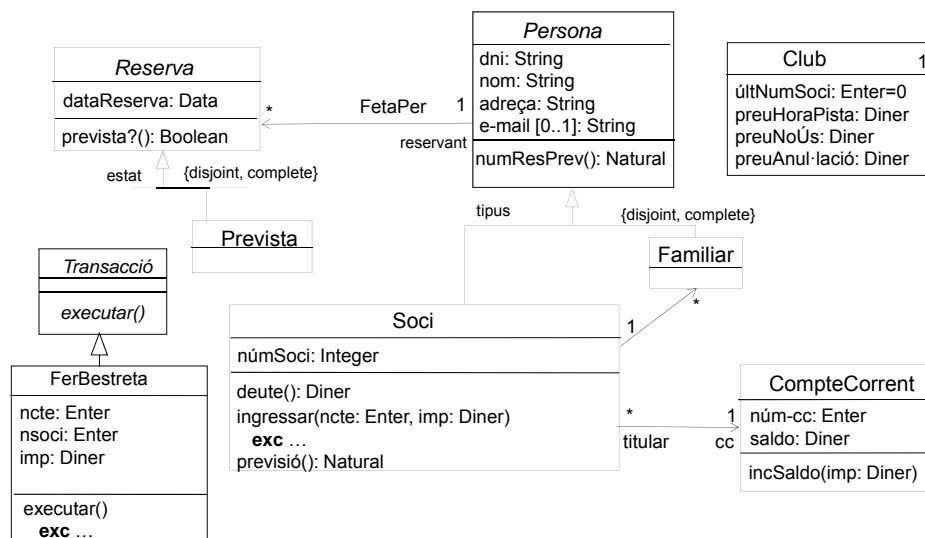 Reserva
dataReserva: Data
prevista?(): Boolean
*
FetaPer
1
reservant
Persona
dni: String
nom: String
adreça: String
e-mail [0..1]: String
numResPrev(): Natural
Club
1
últNumSoci: Enter=0
preuHoraPista: Diner
preuNoÚs: Diner
preuAnul·lació: Diner
estat
{disjoint, complete}
Prevista
tipus
{disjoint, complete}
Familiar
*
1
Transacció
executar()
FerBestreta
ncte: Enter
nsoci: Enter
imp: Diner
executar()
exc ...
Soci
númSoci: Integer
deute(): Diner
ingressar(ncte: Enter, imp: Diner)
exc ...
previsió(): Natural
*
titular
1
cc
CompteCorrent
núm-cc: Enter
saldo: Diner
incSaldo(imp: Diner)